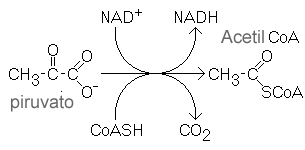 NAD⁺ NADH
Acetil CoA
O O O
CH₃-C-C CH₃-C
O⁻ SCoA
piruvato
CoASH CO₂